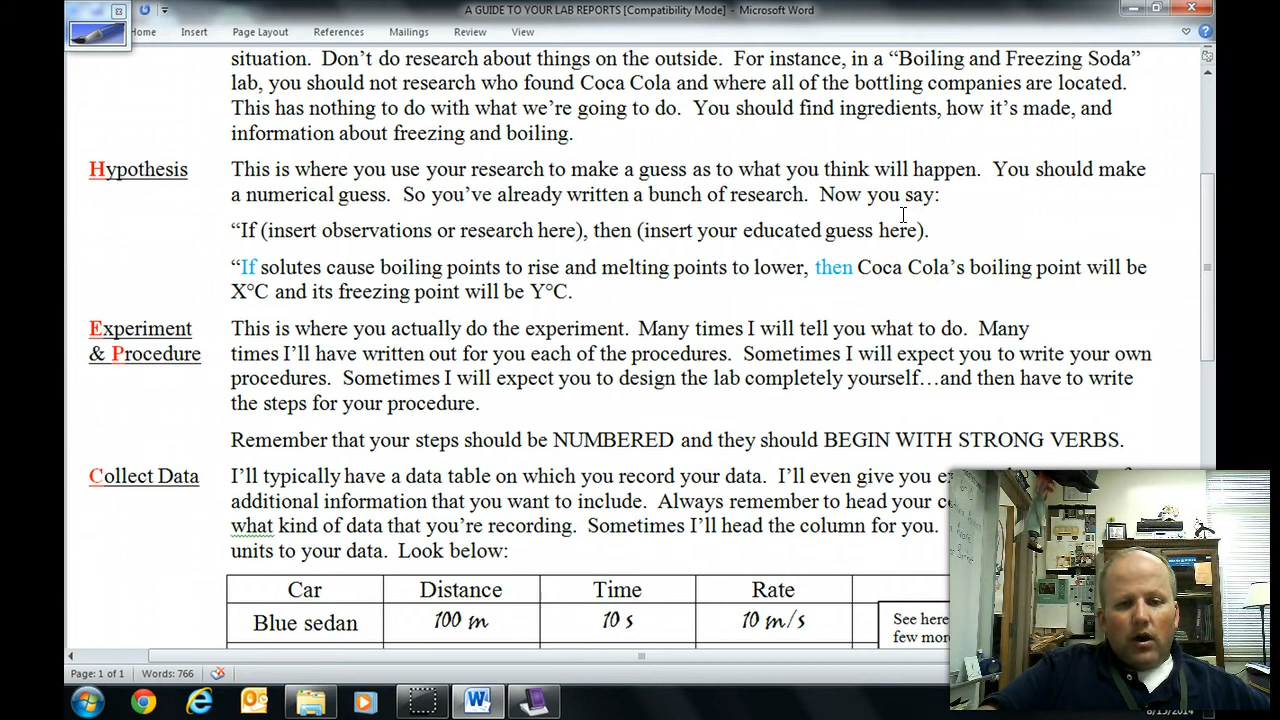 A GUIDE TO YOUR LAB REPORTS [Compatibility Mode] - Microsoft Word
Home Insert Page Layout References Mailings Review View
situation. Don't do research about things on the outside. For instance, in a "Boiling and Freezing Soda"
lab, you should not research who found Coca Cola and where all of the bottling companies are located.
This has nothing to do with what we're going to do. You should find ingredients, how it's made, and
information about freezing and boiling.
Hypothesis This is where you use your research to make a guess as to what you think will happen. You should make
a numerical guess. So you've already written a bunch of research. Now you say:
"If (insert observations or research here), then (insert your educated guess here).
"If solutes cause boiling points to rise and melting points to lower, then Coca Cola's boiling point will be
X°C and its freezing point will be Y°C.
Experiment This is where you actually do the experiment. Many times I will tell you what to do. Many
& Procedure times I'll have written out for you each of the procedures. Sometimes I will expect you to write your own
procedures. Sometimes I will expect you to design the lab completely yourself…and then have to write
the steps for your procedure.
Remember that your steps should be NUMBERED and they should BEGIN WITH STRONG VERBS.
Collect Data I'll typically have a data table on which you record your data. I'll even give you
additional information that you want to include. Always remember to head your
what kind of data that you're recording. Sometimes I'll head the column for you.
units to your data. Look below:
Car Distance Time Rate
Blue sedan 100 m 10 s 10 m/s
See here
few
Page: 1 of 1 Words: 766
8/15/2014